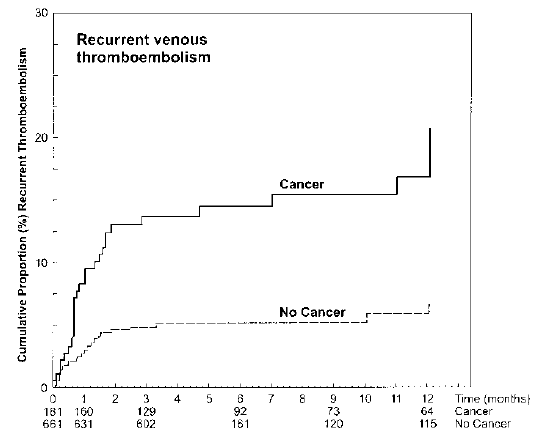 30
Recurrent venous
thromboembolism
20
Cumulative Proportion (%) Recurrent Thromboembolism
Cancer
10
No Cancer
0
0 1 2 3 4 5 6 7 8 9 10 11 12 Time (months)
181 160 129 92 73 64 Cancer
661 631 602 161 120 115 No Cancer